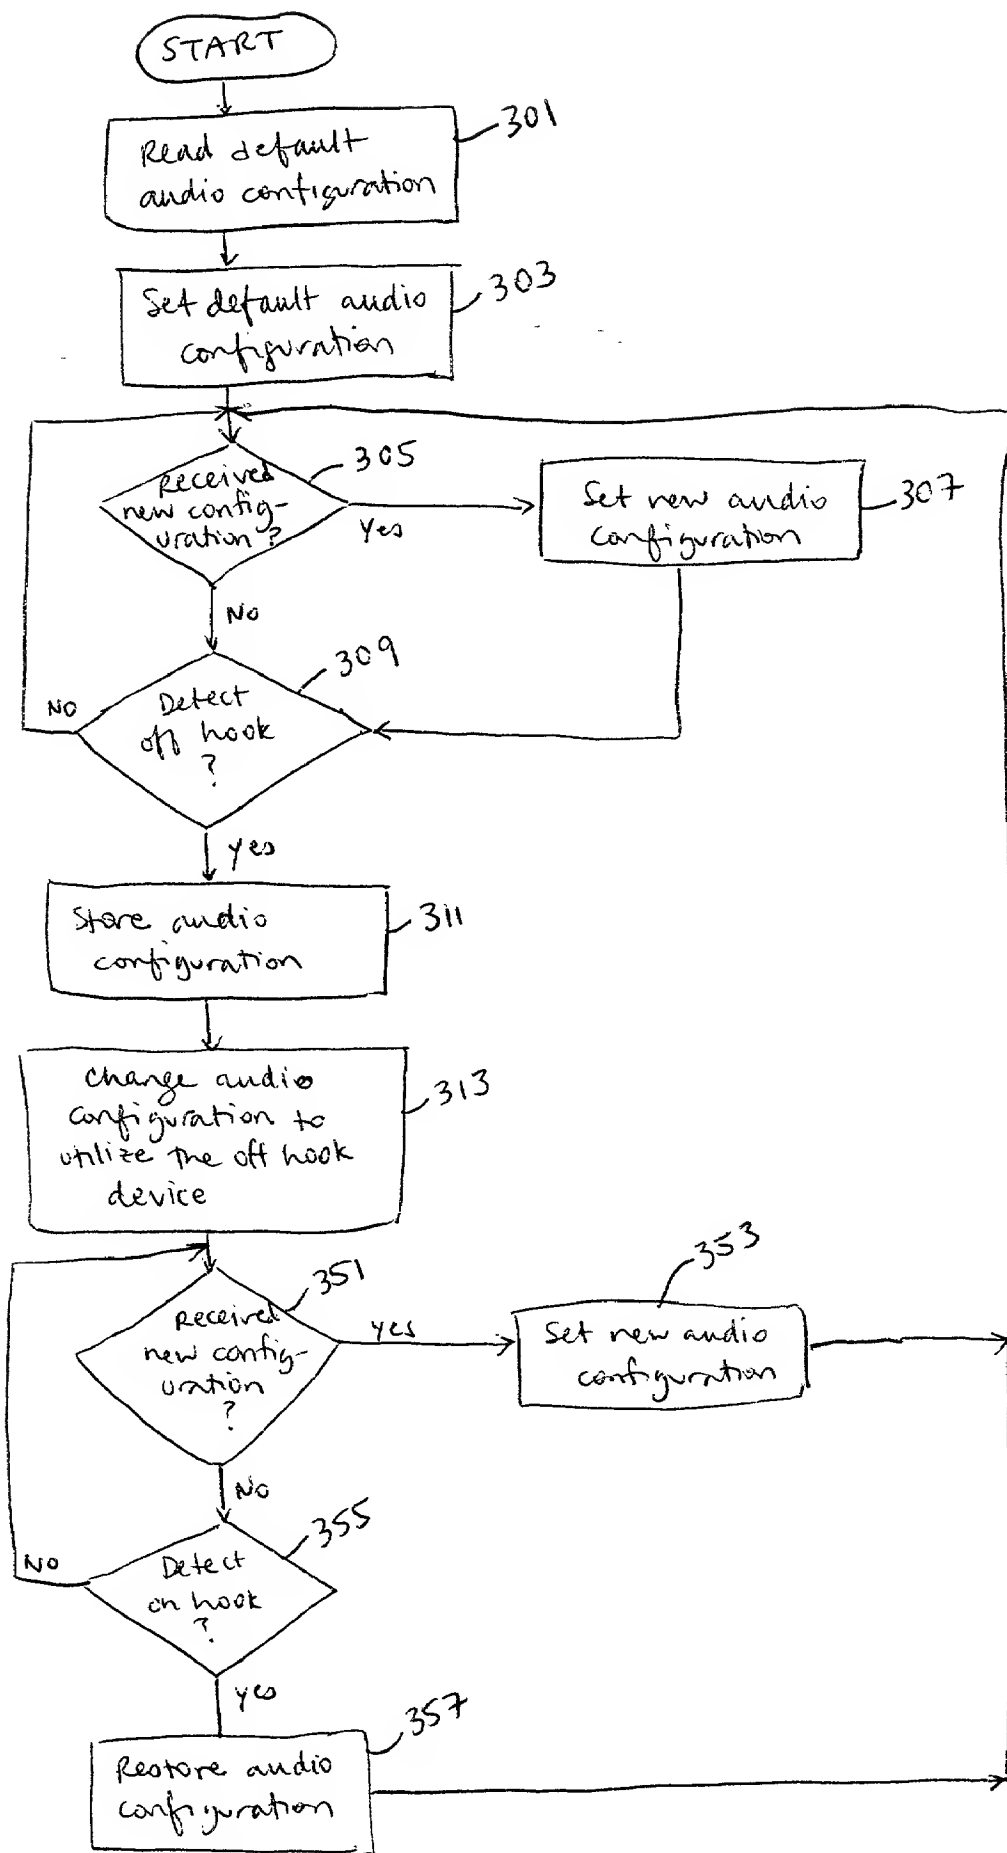 START
Read default
audio configuration
301
Set default audio
configuration
303
Received
new config-
uration?
305
Yes
Set new audio
configuration
307
NO
Detect
off hook
?
309
NO
yes
Store audio
configuration
311
Change audio
configuration to
utilize the off hook
device
313
Received
new config-
uration
?
351
yes
Set new audio
configuration
353
NO
Detect
on hook
?
355
NO
yes
Restore audio
configuration
357